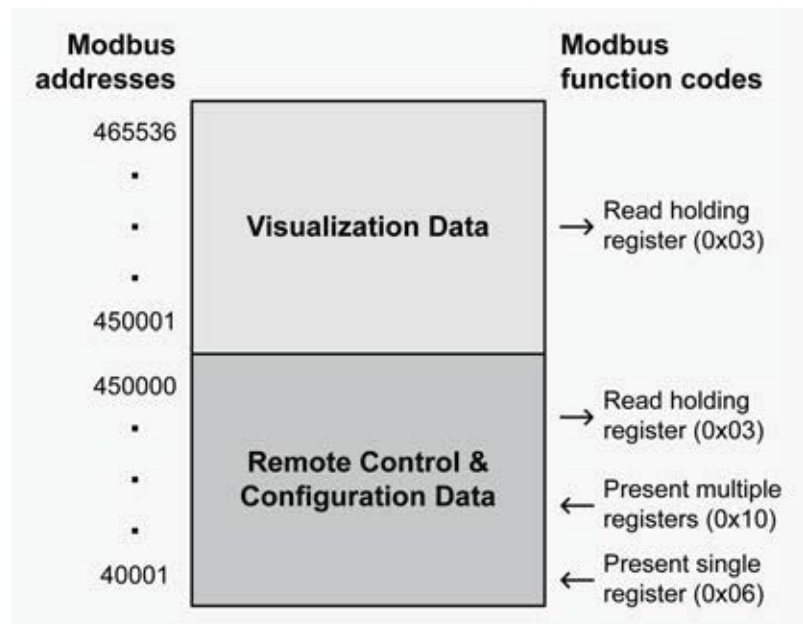 Modbus
addresses
Modbus
function codes
465536
450001
Visualization Data
Read holding
register (0x03)
450000
40001
Remote Control &
Configuration Data
Read holding
register (0x03)
Present multiple
registers (0x10)
Present single
register (0x06)